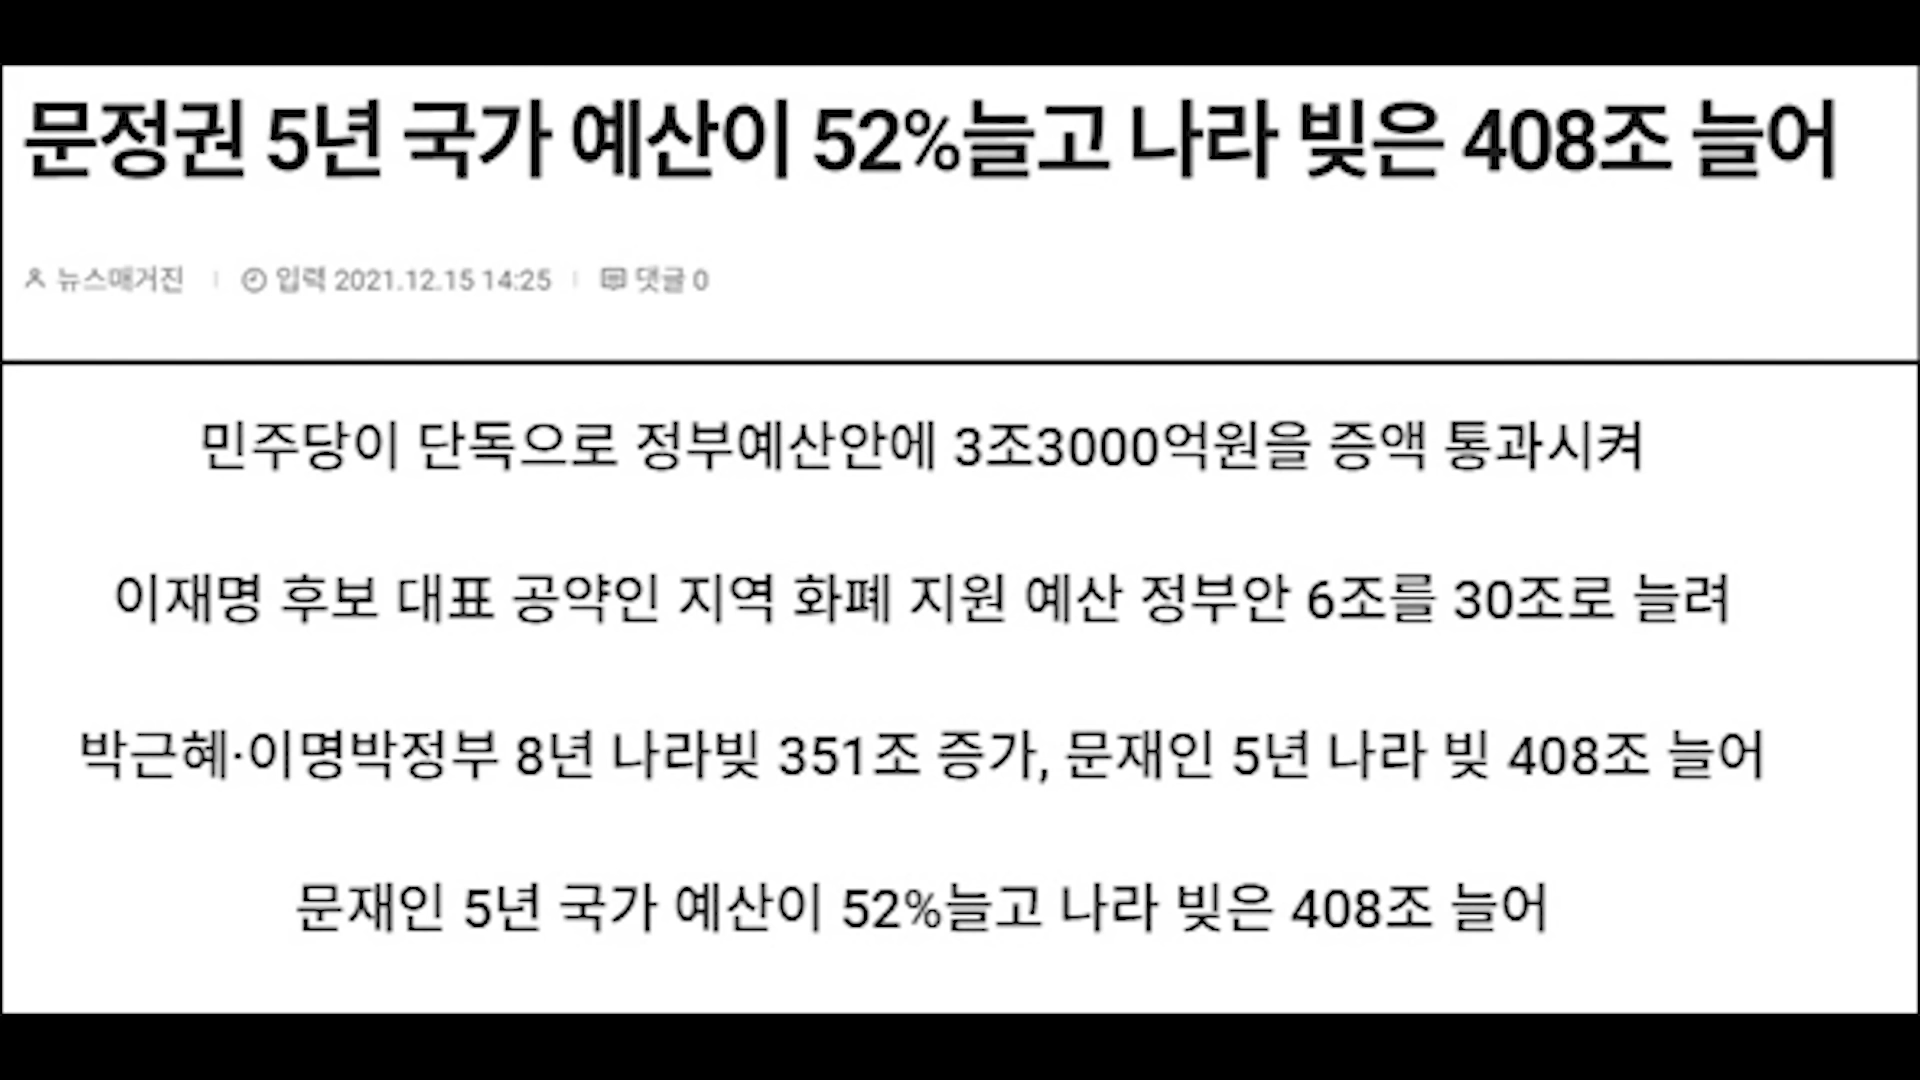 문정권 5년 국가 예산이 52%늘고 나라 빚은 408조 늘어
뉴스매거진 | 입력 2021.12.15 14:25 | 댓글 0
민주당이 단독으로 정부예산안에 3조3000억원을 증액 통과시켜
이재명 후보 대표 공약인 지역 화폐 지원 예산 정부안 6조를 30조로 늘려
박근혜·이명박정부 8년 나라빚 351조 증가, 문재인 5년 나라 빚 408조 늘어
문재인 5년 국가 예산이 52%늘고 나라 빚은 408조 늘어